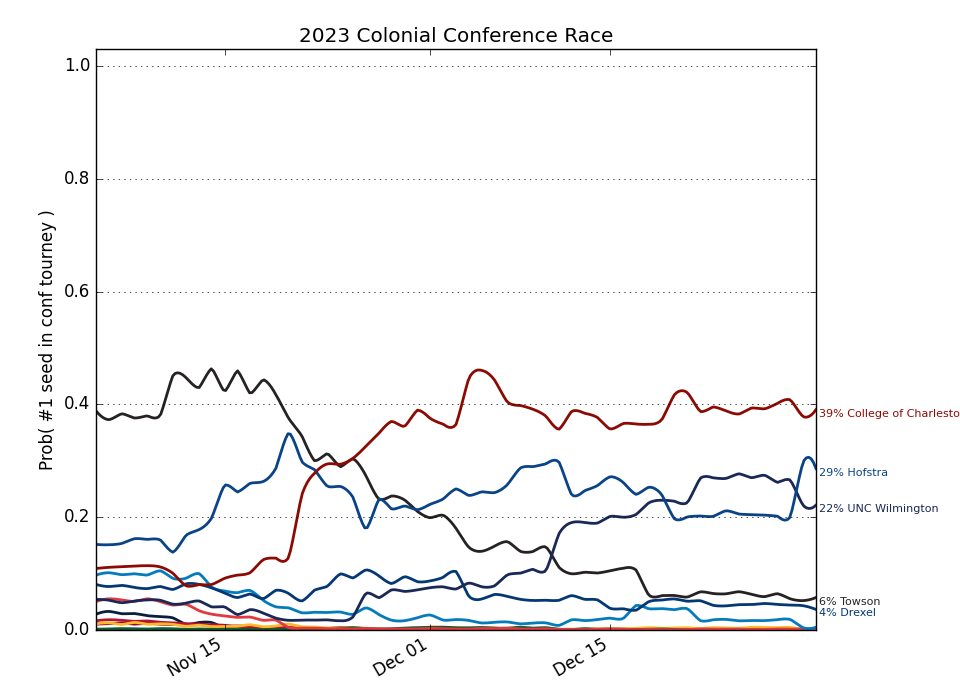 2023 Colonial Conference Race
Prob( #1 seed in conf tourney )
1.0
0.8
0.6
0.4
0.2
0.0
Nov 15
Dec 01
Dec 15
39% College of Charlesto
29% Hofstra
22% UNC Wilmington
6% Towson
4% Drexel